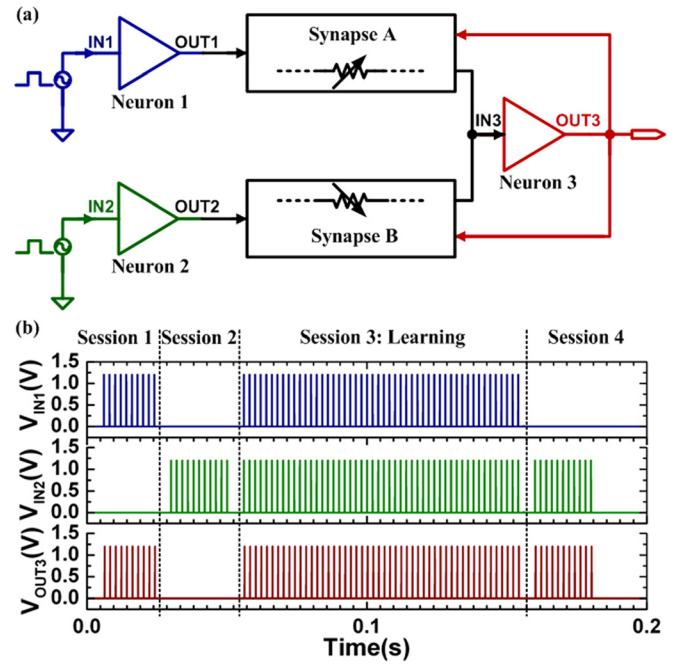 (a)
IN1
OUT1
Synapse A
Neuron 1
IN3
OUT3
Neuron 3
IN2
OUT2
Synapse B
Neuron 2
(b)
Session 1
Session 2
Session 3: Learning
Session 4
VIN1(V)
1.5
1.0
0.5
0.0
VIN2(V)
1.5
1.0
0.5
0.0
VOUT3(V)
1.5
1.0
0.5
0.0
0.0
0.1
0.2
Time(s)